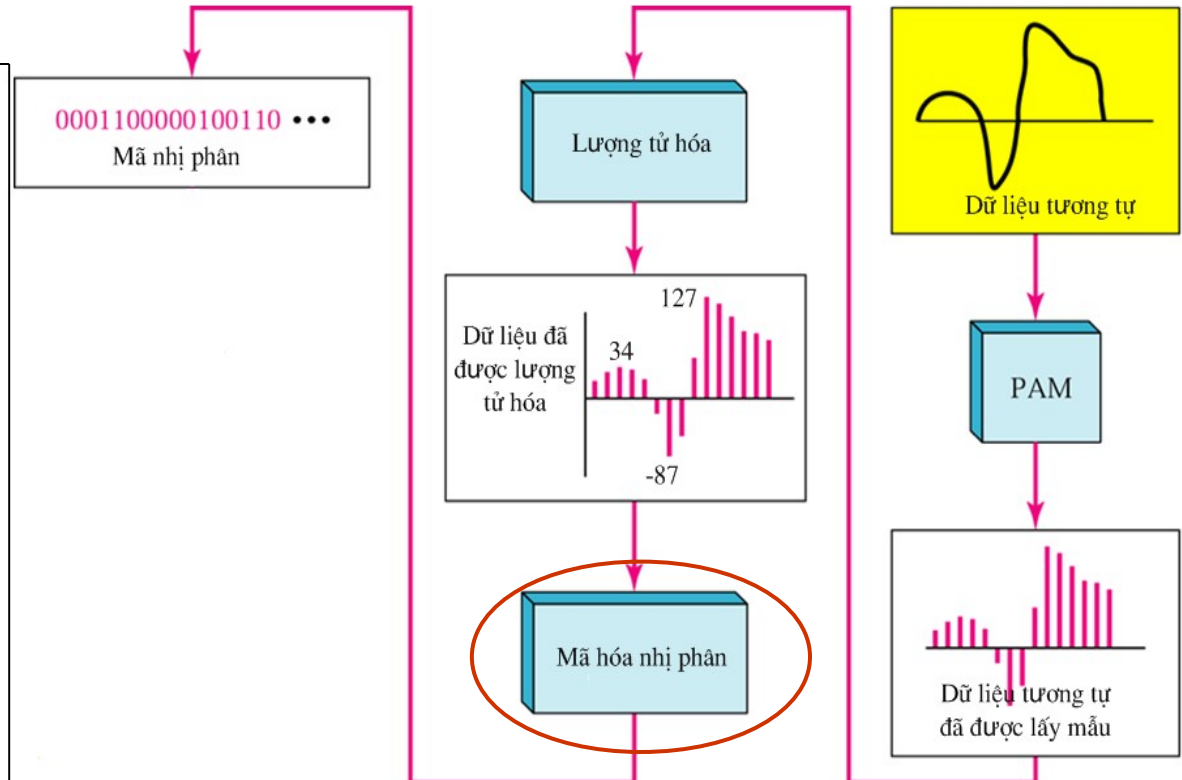 0001100000100110 •••
Mã nhị phân
Lượng tử hóa
Dữ liệu đã
được lượng
tử hóa
127
34
-87
Mã hóa nhị phân
Dữ liệu tương tự
PAM
Dữ liệu tương tự
đã được lấy mẫu